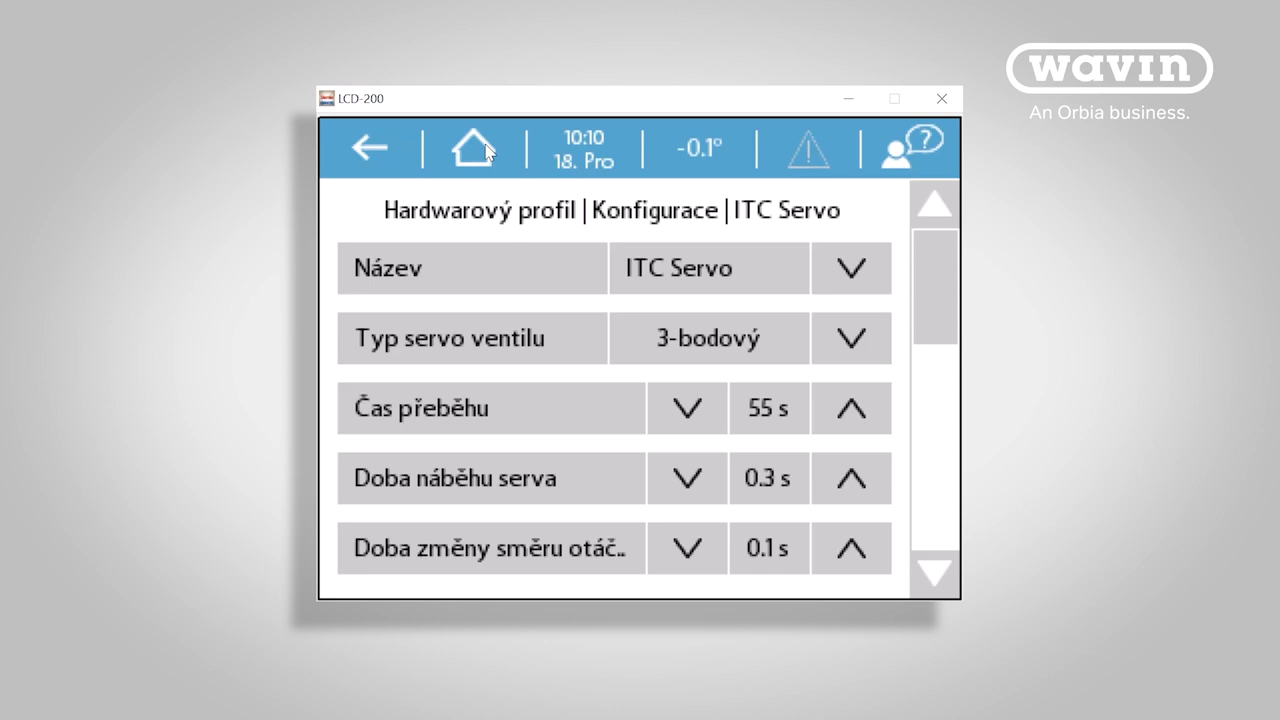 wavin
An Orbia business.
LCD-200
10:10
18. Pro
-0.1°
?
Hardwarový profil | Konfigurace | ITC Servo
Název ITC Servo
Typ servo ventilu 3-bodový
Čas přeběhu 55 s
Doba náběhu serva 0.3 s
Doba změny směru otáč.. 0.1 s